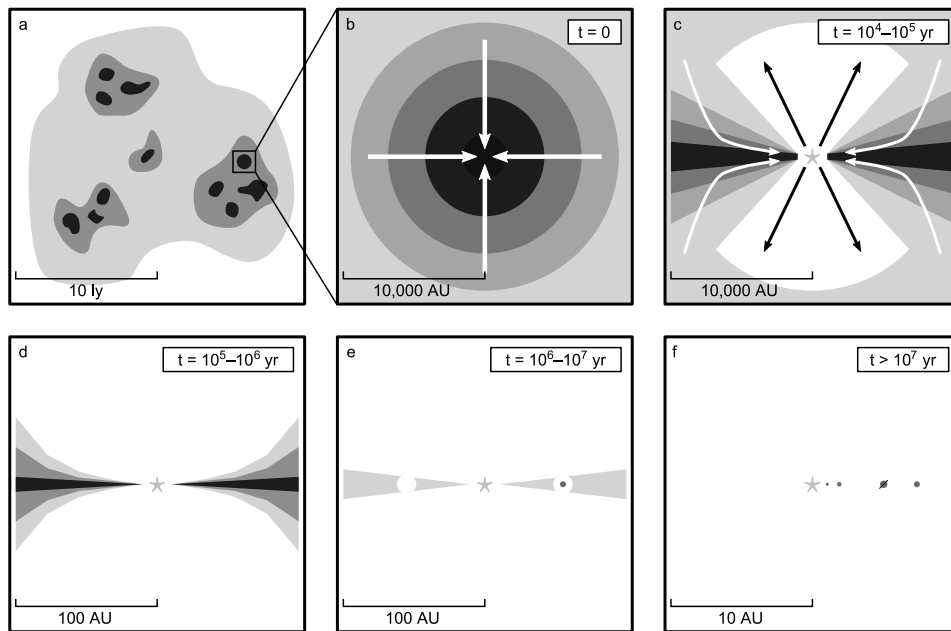 a
10 ly
b
t = 0
10,000 AU
c
t = 10⁴–10⁵ yr
10,000 AU
d
t = 10⁵–10⁶ yr
100 AU
e
t = 10⁶–10⁷ yr
100 AU
f
t > 10⁷ yr
10 AU